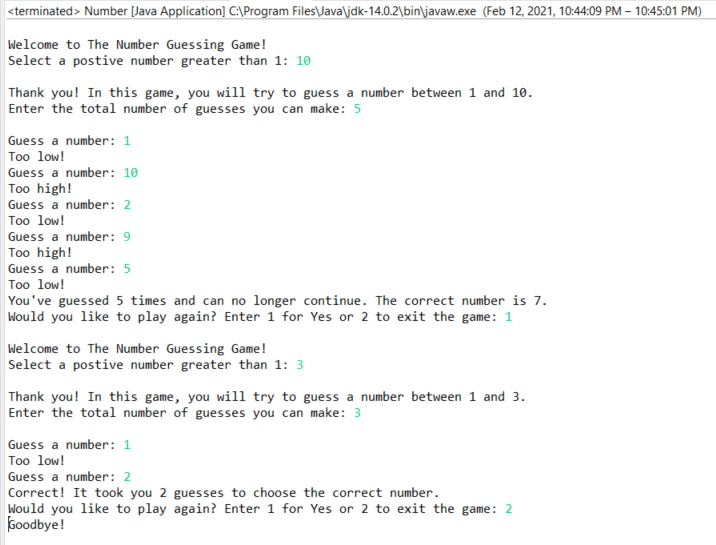 <terminated> Number [Java Application] C:\Program Files\Java\jdk-14.0.2\bin\javaw.exe (Feb 12, 2021, 10:44:09 PM – 10:45:01 PM)
Welcome to The Number Guessing Game!
Select a postive number greater than 1: 10
Thank you! In this game, you will try to guess a number between 1 and 10.
Enter the total number of guesses you can make: 5
Guess a number: 1
Too low!
Guess a number: 10
Too high!
Guess a number: 2
Too low!
Guess a number: 9
Too high!
Guess a number: 5
Too low!
You've guessed 5 times and can no longer continue. The correct number is 7.
Would you like to play again? Enter 1 for Yes or 2 to exit the game: 1
Welcome to The Number Guessing Game!
Select a postive number greater than 1: 3
Thank you! In this game, you will try to guess a number between 1 and 3.
Enter the total number of guesses you can make: 3
Guess a number: 1
Too low!
Guess a number: 2
Correct! It took you 2 guesses to choose the correct number.
Would you like to play again? Enter 1 for Yes or 2 to exit the game: 2
Goodbye!